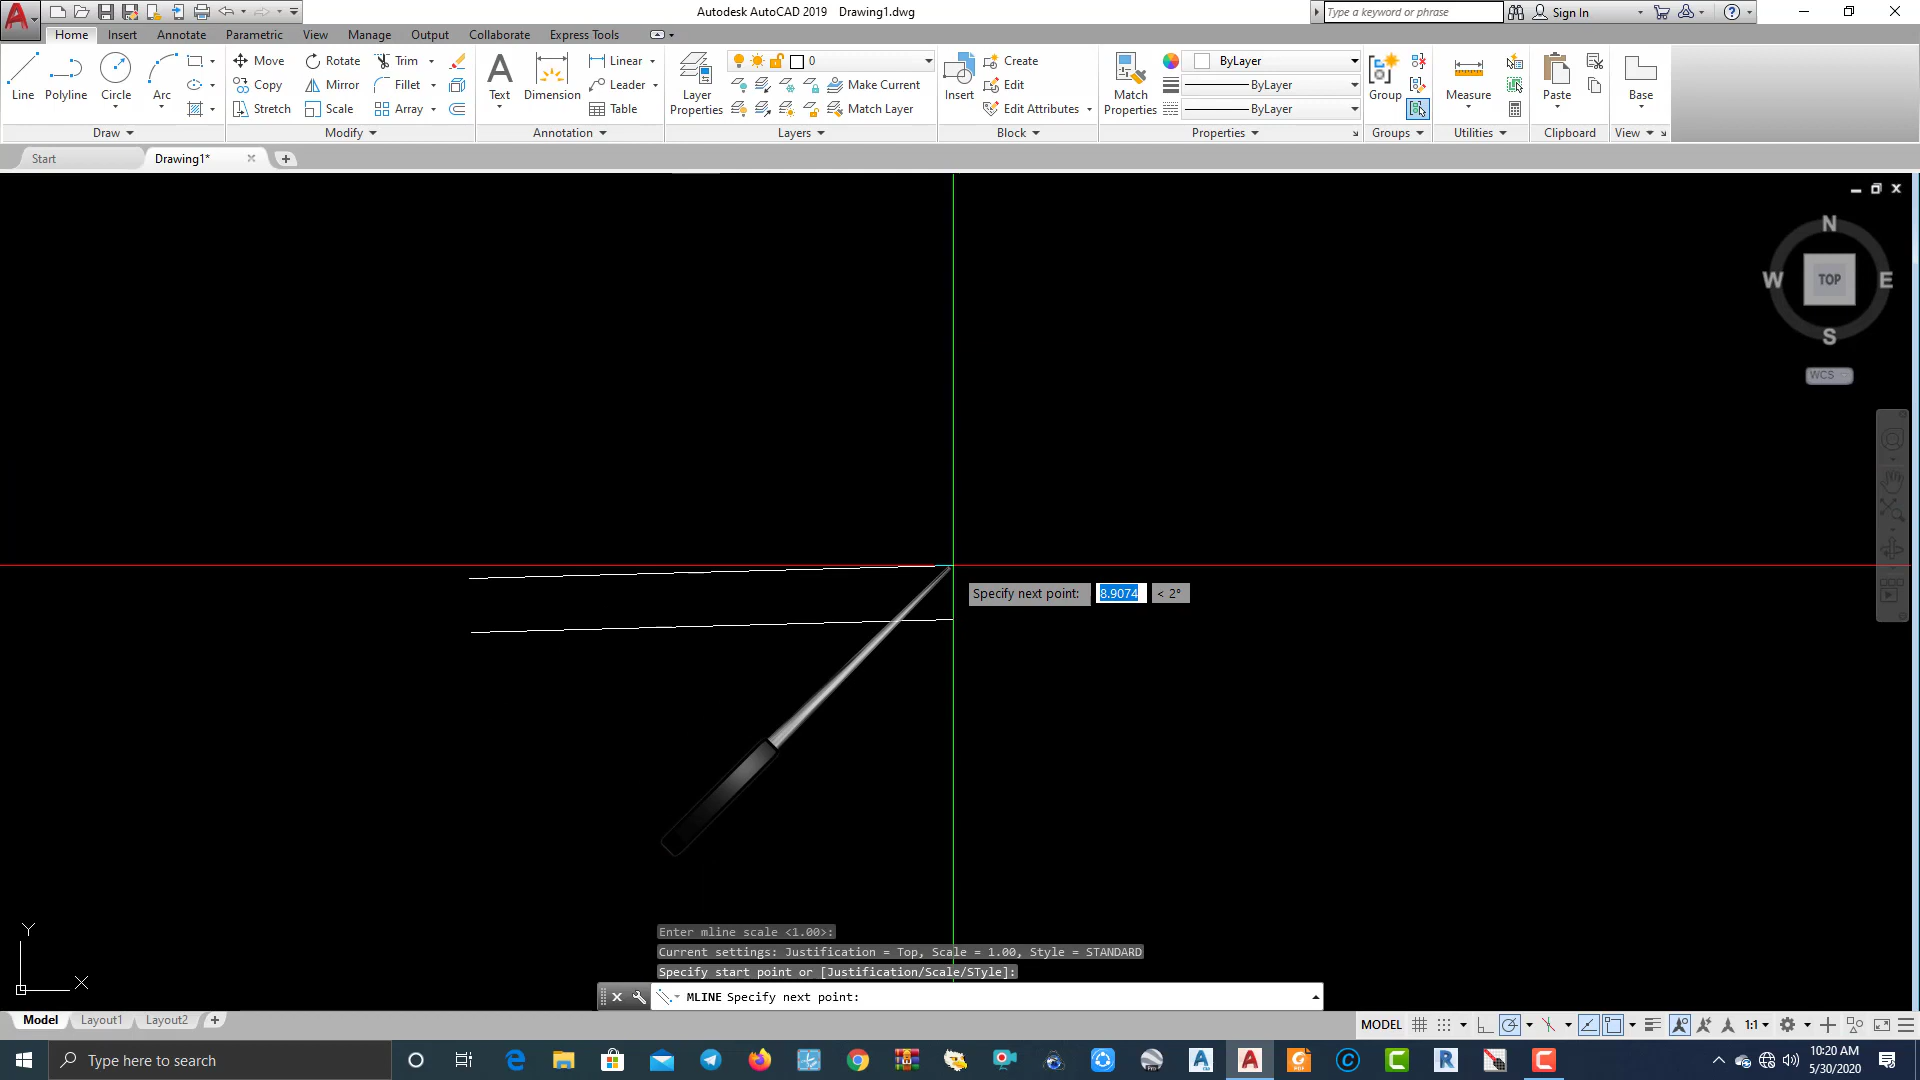 Autodesk AutoCAD 2019   Drawing1.dwg
Type a keyword or phrase
Sign In
Home Insert Annotate Parametric View Manage Output Collaborate Express Tools
Line Polyline Circle Arc
Move Rotate Trim
Copy Mirror Fillet
Stretch Scale Array
Text Dimension
Linear
Leader
Table
Layer Properties
0
Make Current
Match Layer
Insert
Create
Edit
Edit Attributes
Match Properties
ByLayer
ByLayer
ByLayer
Group
Measure
Paste
Base
Draw Modify Annotation Layers Block Properties Groups Utilities Clipboard View
Start Drawing1*
N
W TOP E
S
WCS
Specify next point: 8.9074 < 2°
Y
X
Enter mline scale <1.00>:
Current settings: Justification = Top, Scale = 1.00, Style = STANDARD
Specify start point or [Justification/Scale/STyle]:
MLINE Specify next point:
Model Layout1 Layout2
MODEL 1:1
Type here to search
10:20 AM
5/30/2020